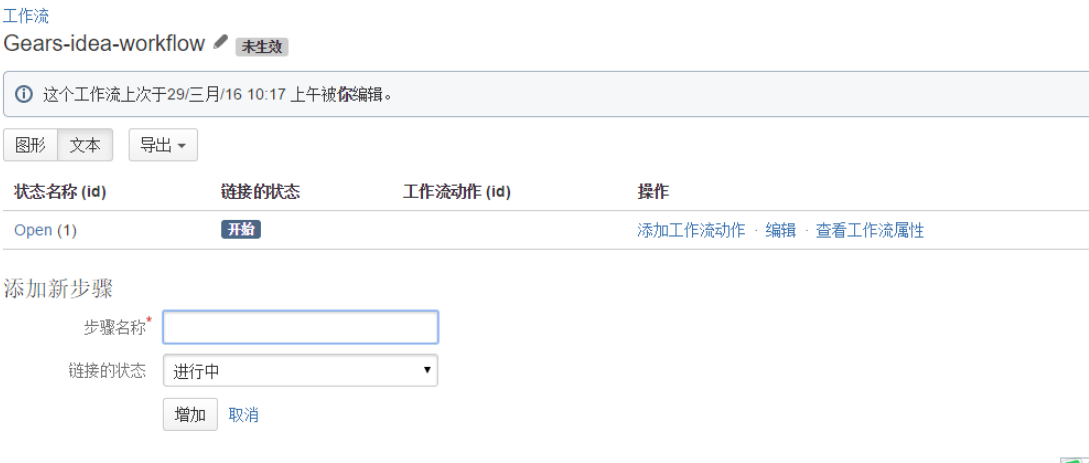 工作流
Gears-idea-workflow 未生效
这个工作流上次于29/三月/16 10:17 上午被你编辑。
图形 文本 导出
状态名称 (id) 链接的状态 工作流动作 (id) 操作
Open (1) 开始 添加工作流动作 · 编辑 · 查看工作流属性
添加新步骤
步骤名称*
链接的状态 进行中
增加 取消